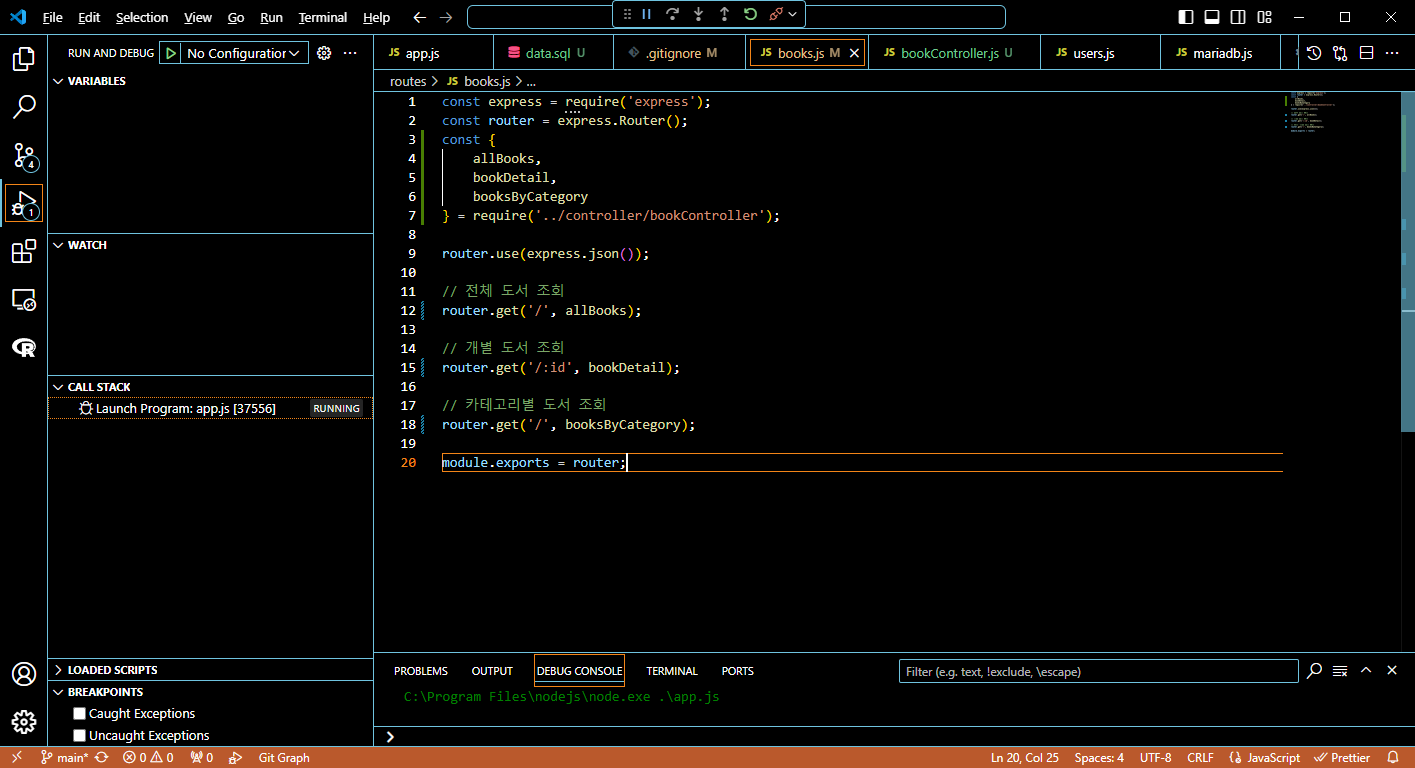 File Edit Selection View Go Run Terminal Help
RUN AND DEBUG No Configuration
JS app.js data.sql U .gitignore M JS books.js M JS bookController.js U JS users.js JS mariadb.js
routes > JS books.js > ...
VARIABLES
WATCH
CALL STACK
Launch Program: app.js [37556] RUNNING
LOADED SCRIPTS
BREAKPOINTS
Caught Exceptions
Uncaught Exceptions
4
1
1 const express = require('express');
2 const router = express.Router();
3 const {
4 allBooks,
5 bookDetail,
6 booksByCategory
7 } = require('../controller/bookController');
8
9 router.use(express.json());
10
11 // 전체 도서 조회
12 router.get('/', allBooks);
13
14 // 개별 도서 조회
15 router.get('/:id', bookDetail);
16
17 // 카테고리별 도서 조회
18 router.get('/', booksByCategory);
19
20 module.exports = router;
PROBLEMS OUTPUT DEBUG CONSOLE TERMINAL PORTS Filter (e.g. text, !exclude, \escape)
C:\Program Files\nodejs\node.exe .\app.js
main* 0 0 0 Git Graph Ln 20, Col 25 Spaces: 4 UTF-8 CRLF JavaScript Prettier